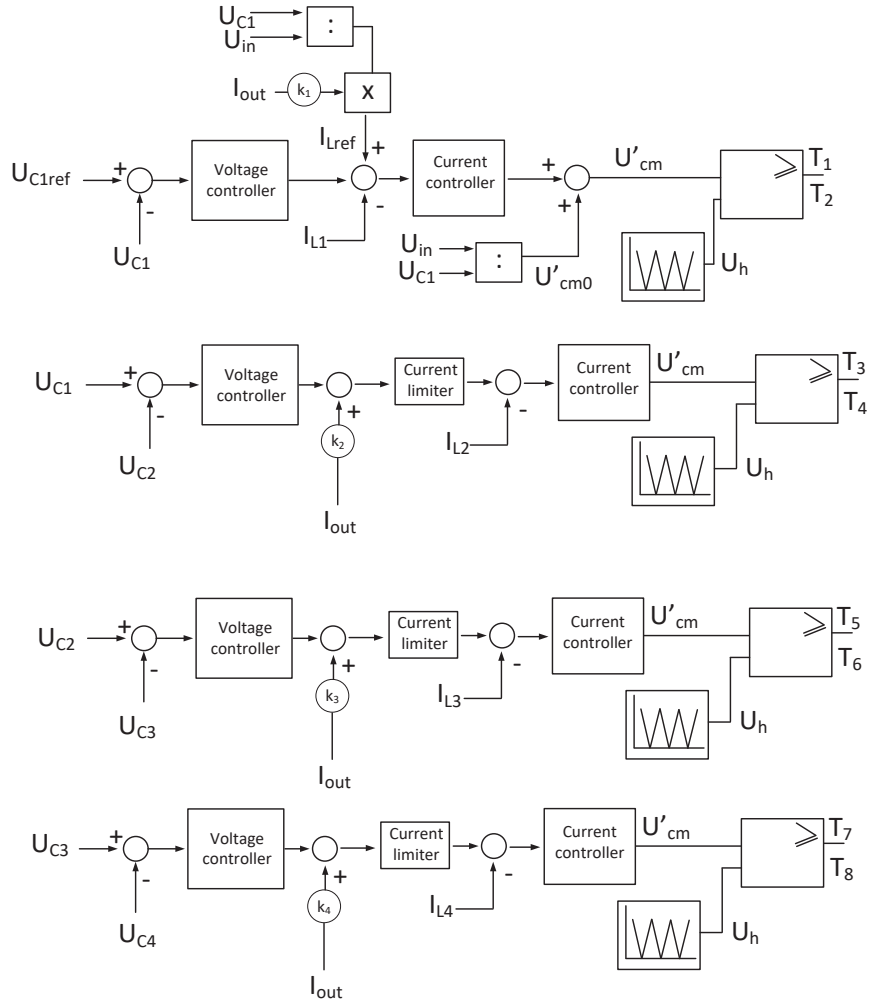 U_C1
U_in
:
I_out k_1 x
I_Lref +
U_C1ref + - Voltage controller - Current controller + + U'_cm ≥ T_1
T_2
U_C1
I_L1
U_in
U_C1
:
U'_cm0
U_h
U_C1 + - Voltage controller + Current limiter - Current controller U'_cm ≥ T_3
T_4
k_2
U_C2
I_L2
U_h
I_out
U_C2 + - Voltage controller + Current limiter - Current controller U'_cm ≥ T_5
T_6
k_3
U_C3
I_L3
U_h
I_out
U_C3 + - Voltage controller + Current limiter - Current controller U'_cm ≥ T_7
T_8
k_4
U_C4
I_L4
U_h
I_out